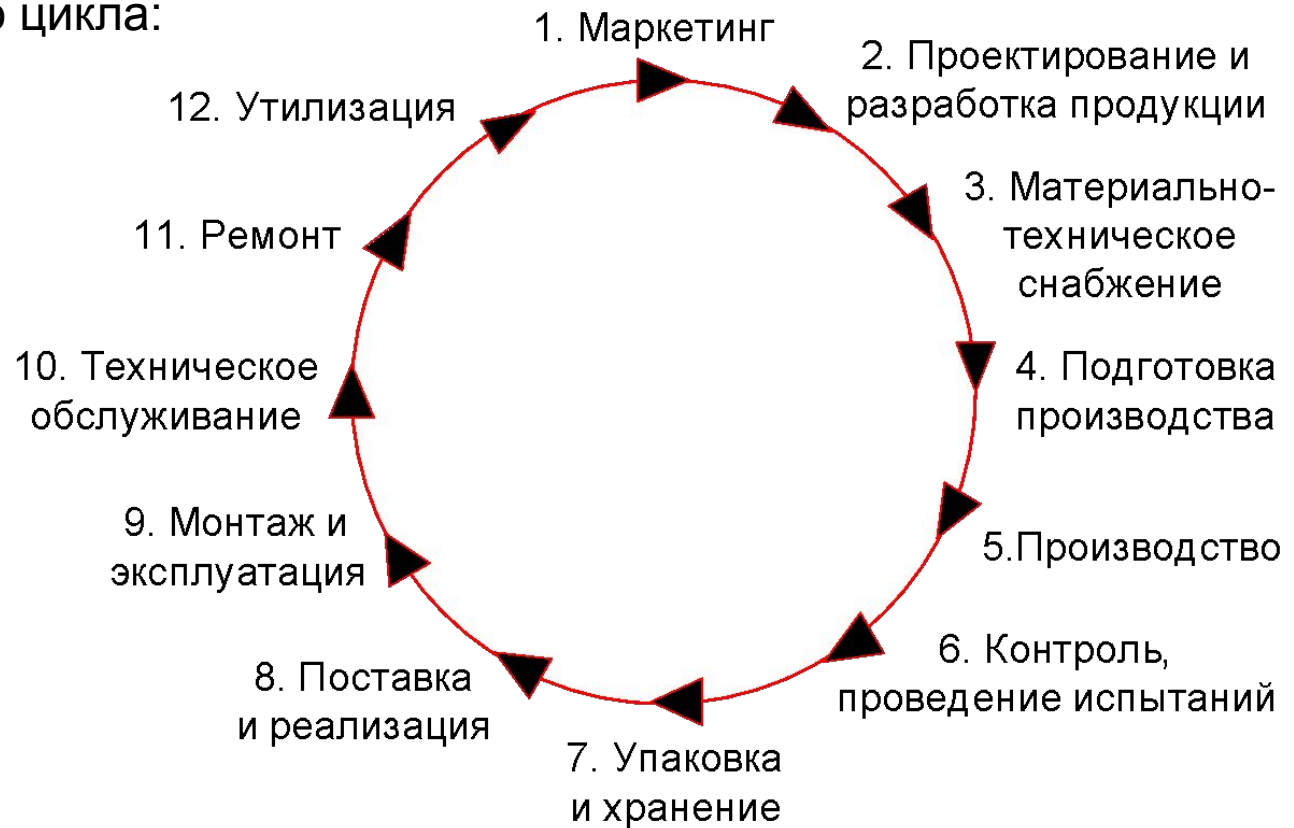 о цикла:
1. Маркетинг
2. Проектирование и
разработка продукции
3. Материально-
техническое
снабжение
4. Подготовка
производства
5.Производство
6. Контроль,
проведение испытаний
7. Упаковка
и хранение
8. Поставка
и реализация
9. Монтаж и
эксплуатация
10. Техническое
обслуживание
11. Ремонт
12. Утилизация